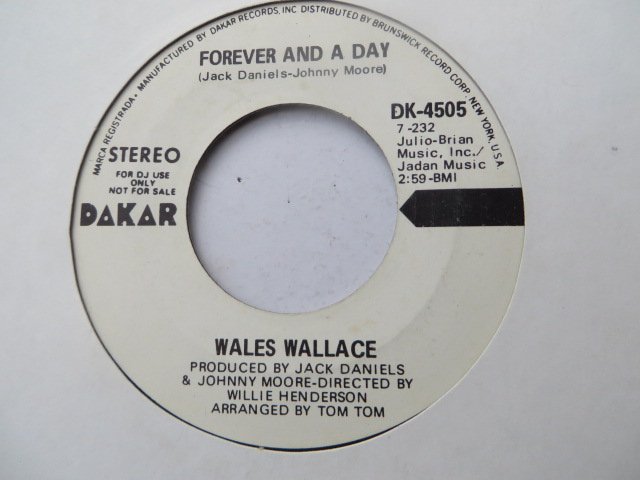 MARCA REGISTRADA • MANUFACTURED BY DAKAR RECORDS, INC DISTRIBUTED BY BRUNSWICK RECORD CORP. NEW YORK, U.S.A.
FOREVER AND A DAY
(Jack Daniels-Johnny Moore)
STEREO
FOR DJ USE
ONLY
NOT FOR SALE
DAKAR
DK-4505
7-232
Julio-Brian
Music, Inc./
Jadan Music
2:59-BMI
WALES WALLACE
PRODUCED BY JACK DANIELS
& JOHNNY MOORE-DIRECTED BY
WILLIE HENDERSON
ARRANGED BY TOM TOM